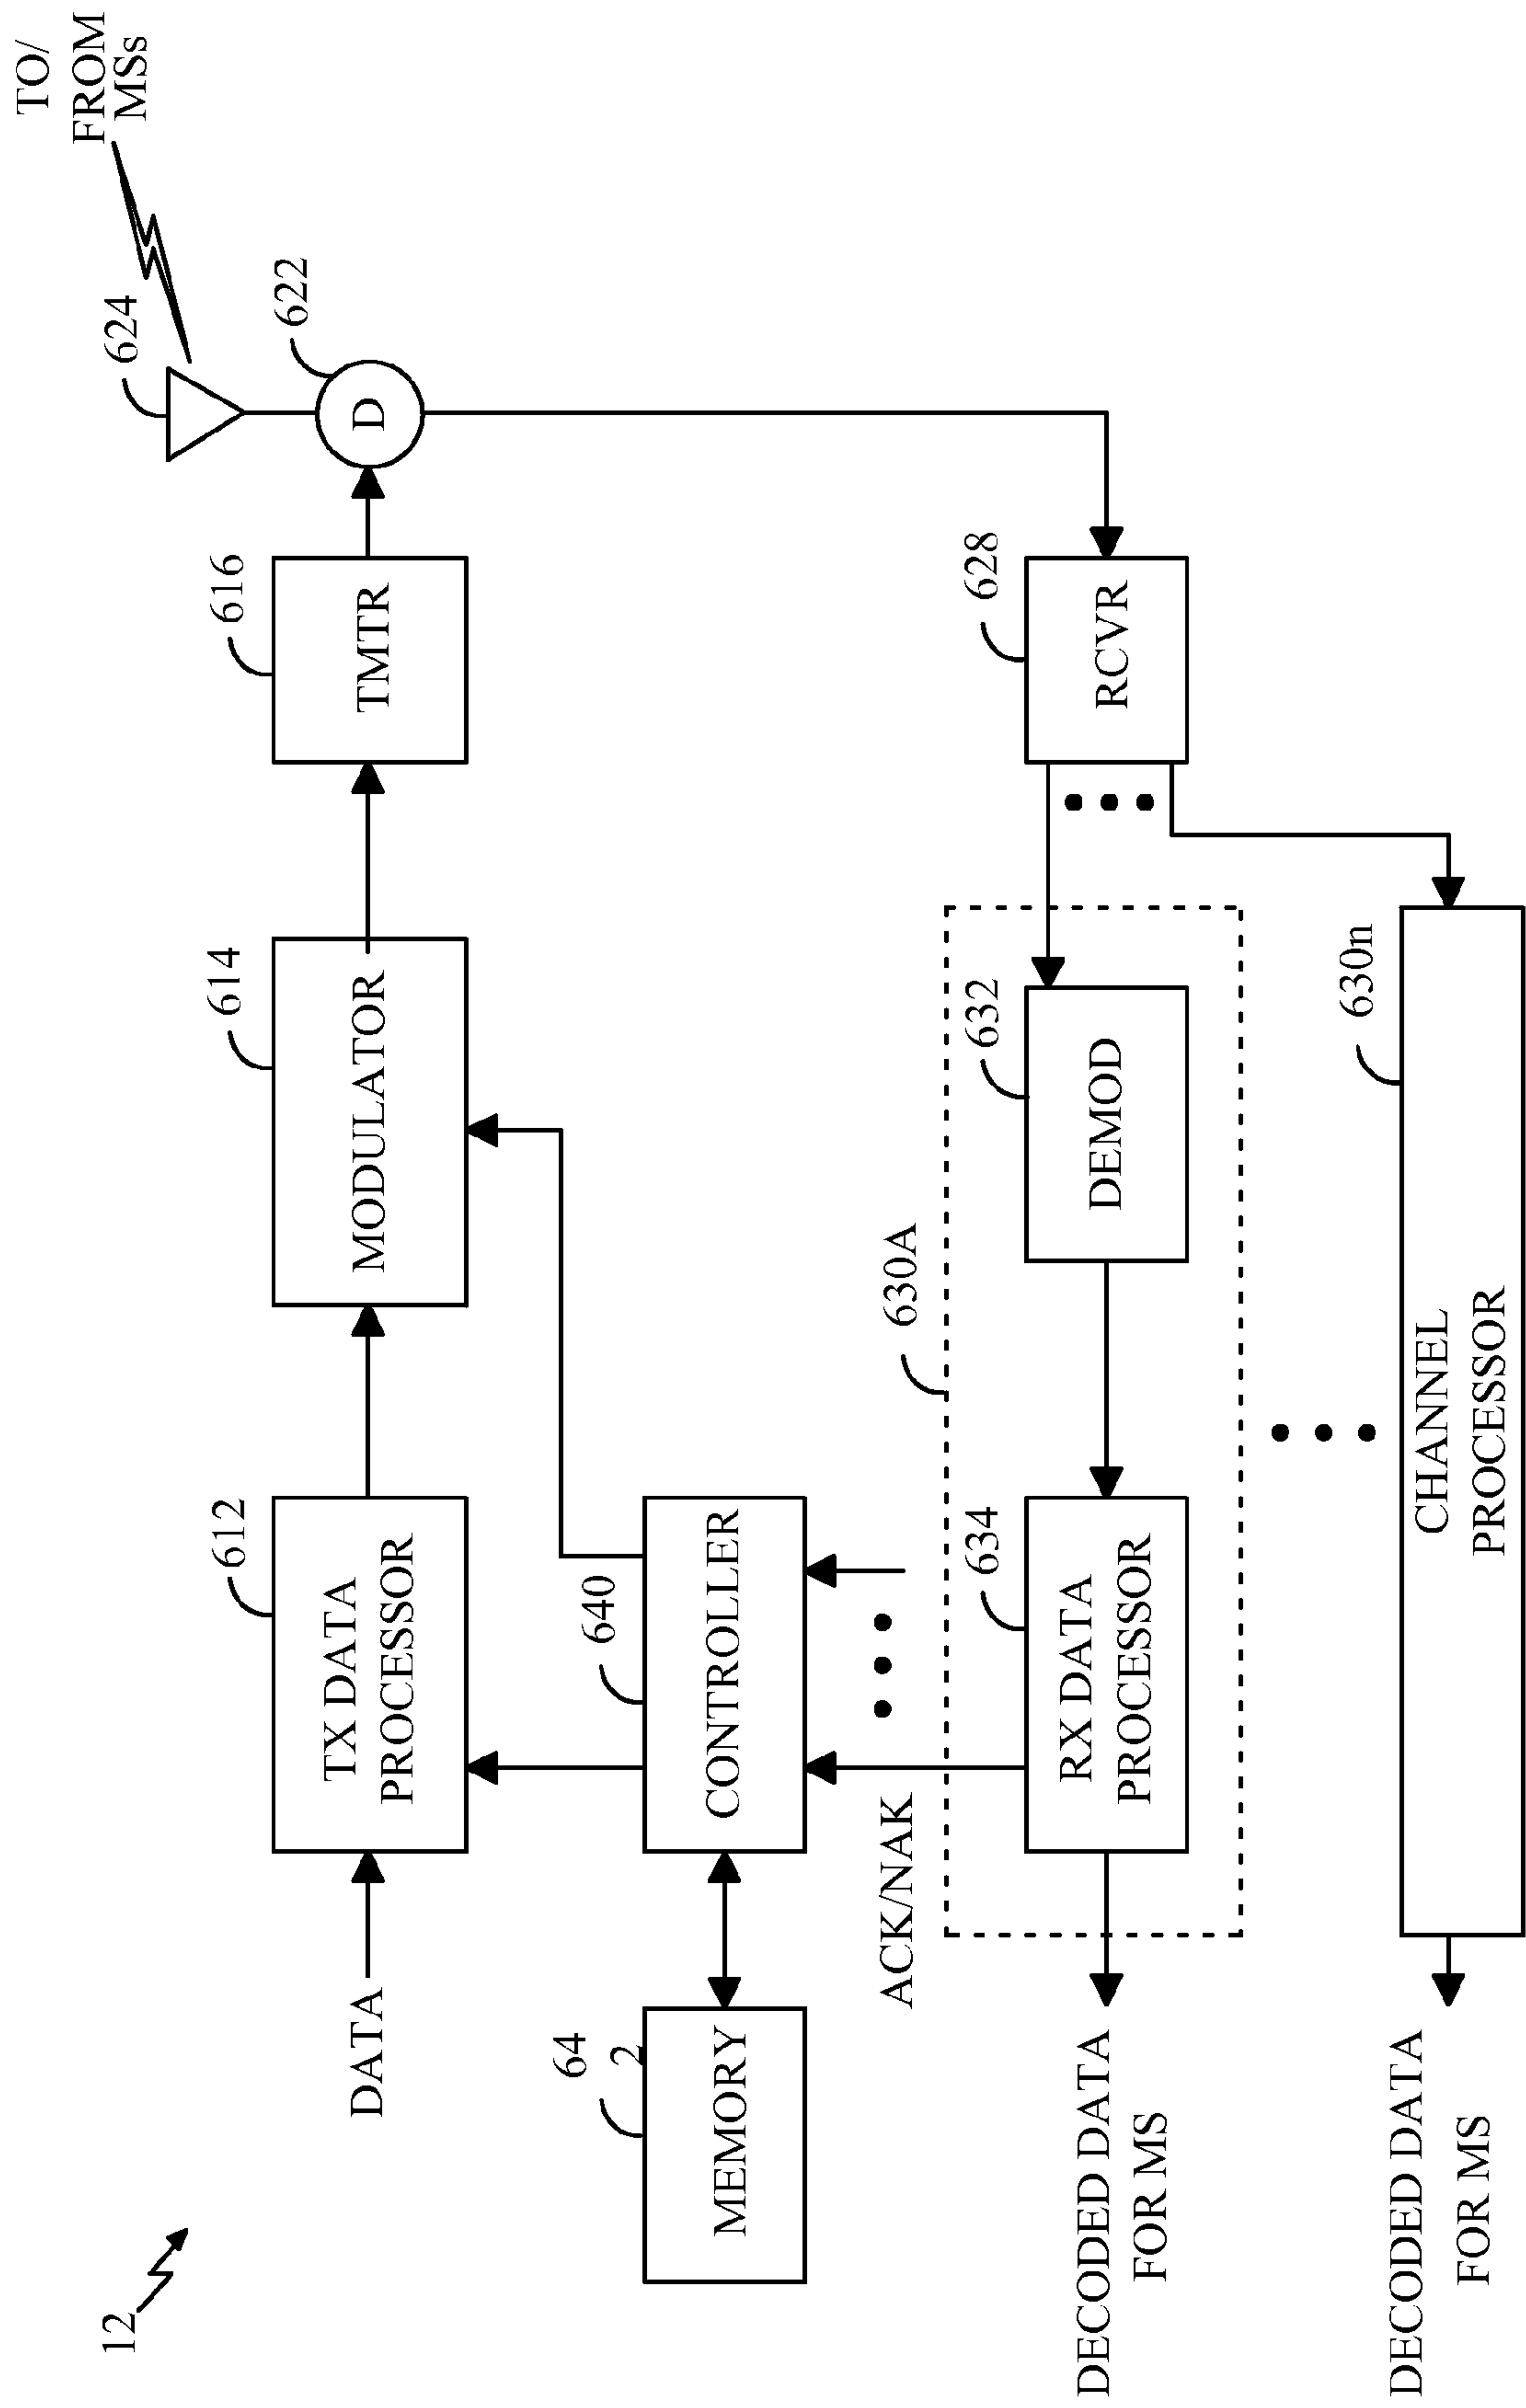 12
TO/
FROM
MSs
624
622
612
614
616
DATA
TX DATA
PROCESSOR
MODULATOR
TMTR
D
64
2
640
MEMORY
CONTROLLER
ACK/NAK
630A
634
632
628
RX DATA
PROCESSOR
DEMOD
RCVR
DECODED DATA
FOR MS
630n
CHANNEL
PROCESSOR
DECODED DATA
FOR MS